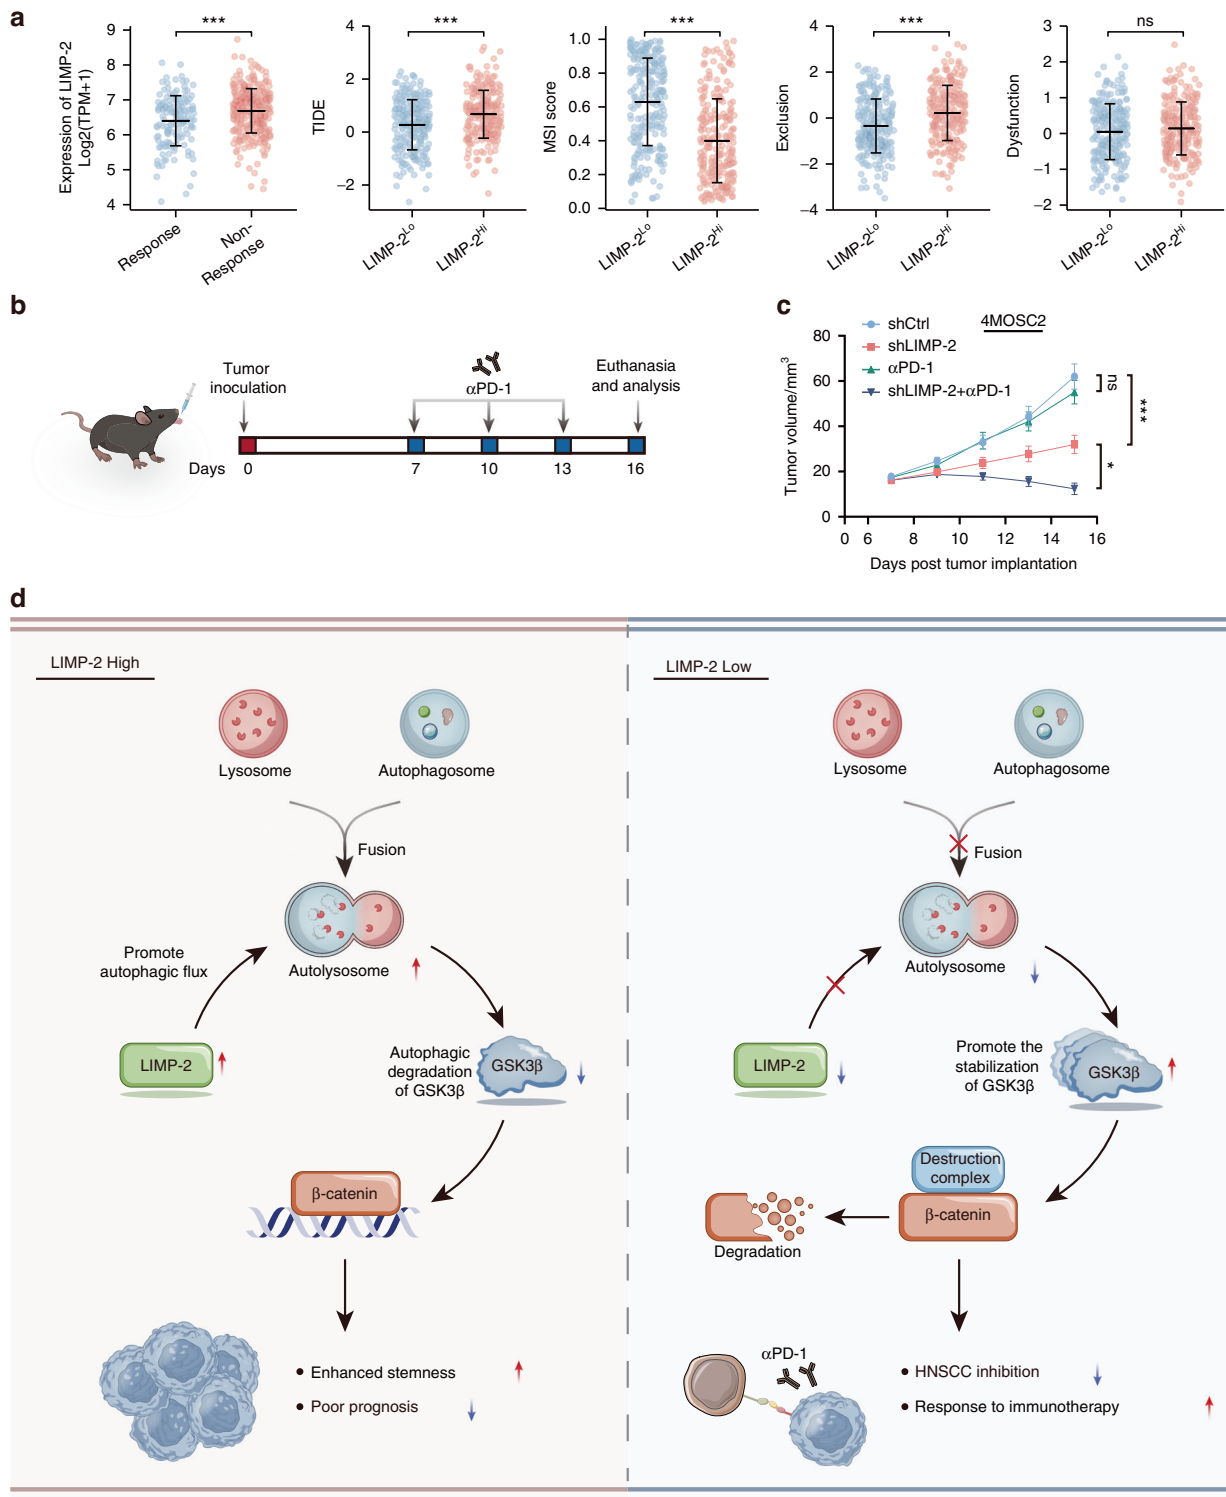 a
Expression of LIMP-2
Log2(TPM+1)
9
8
7
6
5
4
***
Response
Non-
Response
TIDE
4
2
0
−2
***
LIMP-2Lo
LIMP-2Hi
MSI score
1.0
0.8
0.6
0.4
0.2
0.0
***
LIMP-2Lo
LIMP-2Hi
Exclusion
4
2
0
−2
−4
***
LIMP-2Lo
LIMP-2Hi
Dysfunction
3
2
1
0
−1
−2
ns
LIMP-2Lo
LIMP-2Hi
b
Tumor
inoculation
αPD-1
Euthanasia
and analysis
Days
0
7
10
13
16
c
shCtrl
shLIMP-2
αPD-1
shLIMP-2+αPD-1
4MOSC2
Tumor volume/mm3
80
60
40
20
0
ns
***
*
0 6 8 10 12 14 16
Days post tumor implantation
d
LIMP-2 High
Lysosome
Autophagosome
Fusion
Promote
autophagic flux
Autolysosome
LIMP-2
Autophagic
degradation
of GSK3β
GSK3β
β-catenin
• Enhanced stemness
• Poor prognosis
LIMP-2 Low
Lysosome
Autophagosome
Fusion
Autolysosome
LIMP-2
Promote the
stabilization
of GSK3β
GSK3β
Destruction
complex
β-catenin
Degradation
αPD-1
• HNSCC inhibition
• Response to immunotherapy